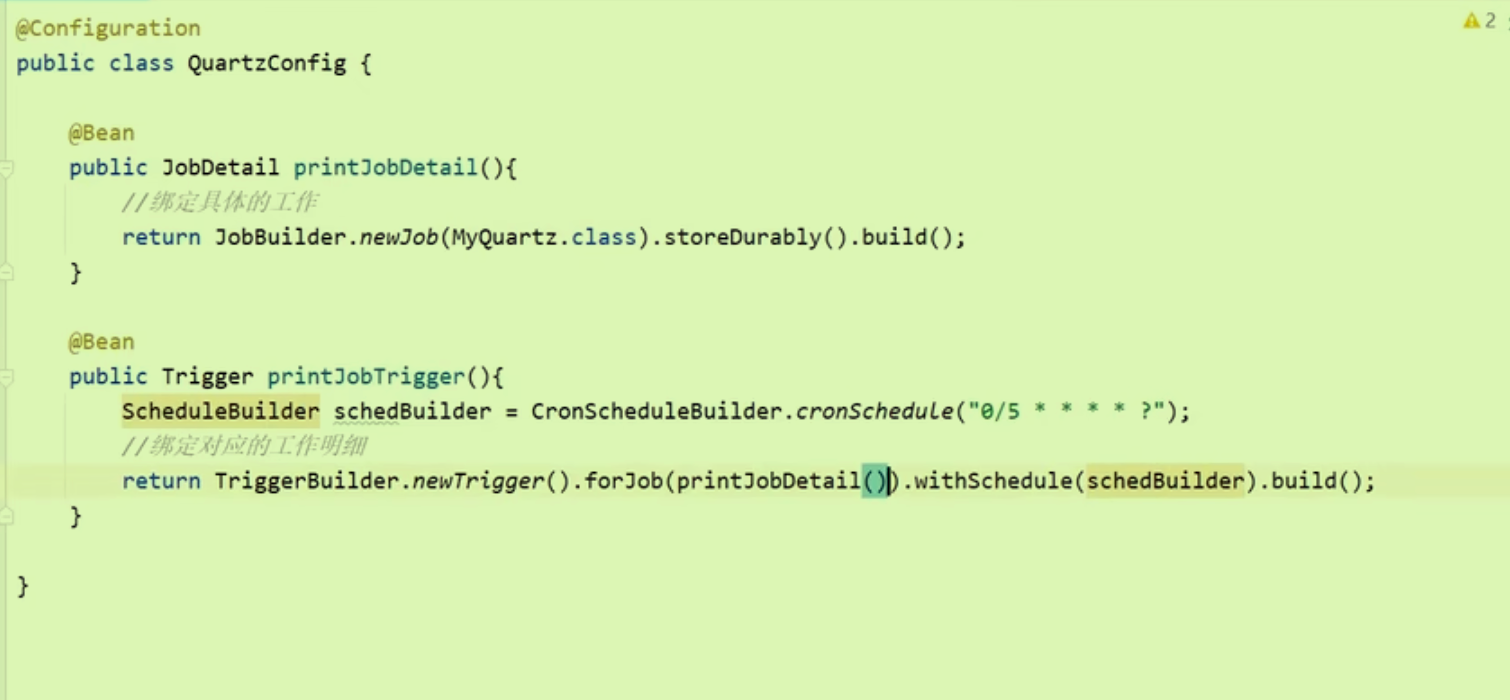 @Configuration
2
public class QuartzConfig {
@Bean
public JobDetail printJobDetail(){
//绑定具体的工作
return JobBuilder.newJob(MyQuartz.class).storeDurably().build();
}
@Bean
public Trigger printJobTrigger(){
ScheduleBuilder schedBuilder = CronScheduleBuilder.cronSchedule("0/5 * * * * ?");
//绑定对应的工作明细
return TriggerBuilder.newTrigger().forJob(printJobDetail()).withSchedule(schedBuilder).build();
}
}